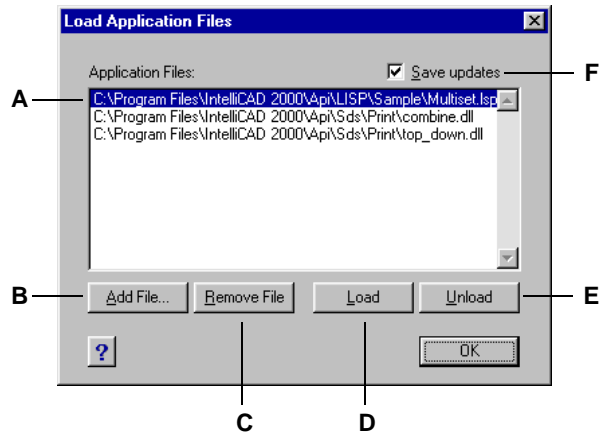 Load Application Files
Application Files:
Save updates
F
A
C:\Program Files\IntelliCAD 2000\Api\LISP\Sample\Multiset.lsp
C:\Program Files\IntelliCAD 2000\Api\Sds\Print\combine.dll
C:\Program Files\IntelliCAD 2000\Api\Sds\Print\top_down.dll
B
Add File...
Remove File
Load
Unload
E
?
OK
C
D